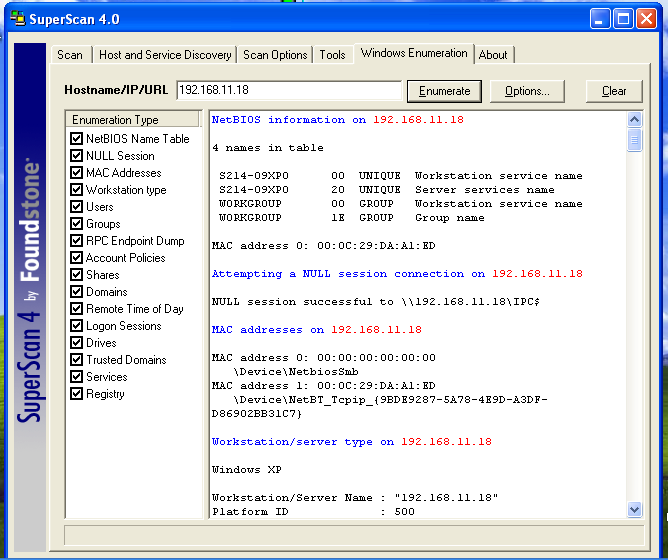 SuperScan 4.0
Scan
Host and Service Discovery
Scan Options
Tools
Windows Enumeration
About
Hostname/IP/URL
192.168.11.18
Enumerate
Options...
Clear
SuperScan 4 by Foundstone
Enumeration Type
NetBIOS Name Table
NULL Session
MAC Addresses
Workstation type
Users
Groups
RPC Endpoint Dump
Account Policies
Shares
Domains
Remote Time of Day
Logon Sessions
Drives
Trusted Domains
Services
Registry
NetBIOS information on 192.168.11.18
4 names in table
S214-09XP0 00 UNIQUE Workstation service name
S214-09XP0 20 UNIQUE Server services name
WORKGROUP 00 GROUP Workstation service name
WORKGROUP 1E GROUP Group name
MAC address 0: 00:0C:29:DA:A1:ED
Attempting a NULL session connection on 192.168.11.18
NULL session successful to \\192.168.11.18\IPC$
MAC addresses on 192.168.11.18
MAC address 0: 00:00:00:00:00:00
\Device\NetbiosSmb
MAC address 1: 00:0C:29:DA:A1:ED
\Device\NetBT_Tcpip_{9BDE9287-5A78-4E9D-A3DF-
D86902BB31C7}
Workstation/server type on 192.168.11.18
Windows XP
Workstation/Server Name : "192.168.11.18"
Platform ID : 500